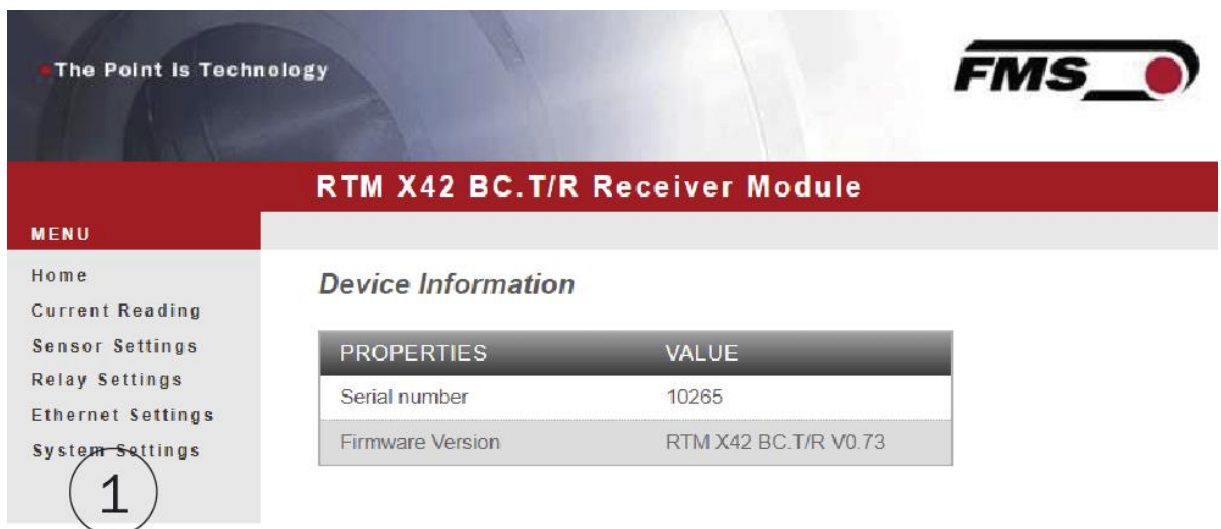 The Point is Technology
FMS
RTM X42 BC.T/R Receiver Module
MENU
Home
Current Reading
Sensor Settings
Relay Settings
Ethernet Settings
System Settings
1
Device Information
PROPERTIES VALUE
Serial number 10265
Firmware Version RTM X42 BC.T/R V0.73